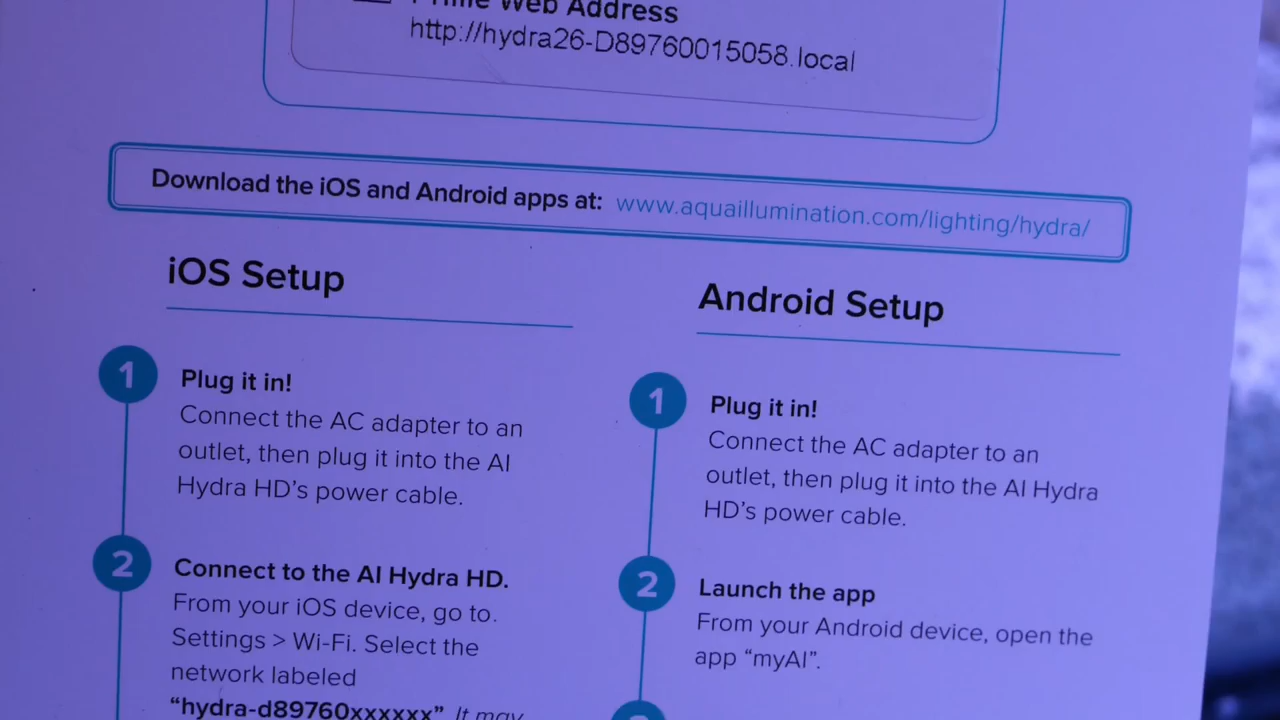 Web Address
http://hydra26-D89760015058.local
Download the iOS and Android apps at: www.aquaillumination.com/lighting/hydra/
iOS Setup
1
Plug it in!
Connect the AC adapter to an
outlet, then plug it into the AI
Hydra HD's power cable.
2
Connect to the AI Hydra HD.
From your iOS device, go to.
Settings > Wi-Fi. Select the
network labeled
"hydra-d89760xxxxxx" It may
Android Setup
1
Plug it in!
Connect the AC adapter to an
outlet, then plug it into the AI Hydra
HD's power cable.
2
Launch the app
From your Android device, open the
app "myAI".